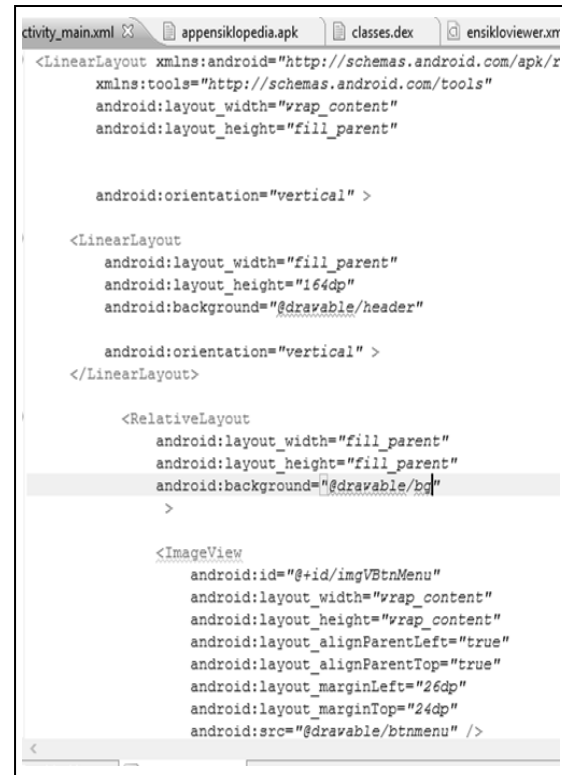 ctivity_main.xml appensiklopedia.apk classes.dex ensikloviewer.xm
<LinearLayout xmlns:android="http://schemas.android.com/apk/r
xmlns:tools="http://schemas.android.com/tools"
android:layout_width="wrap_content"
android:layout_height="fill_parent"
android:orientation="vertical" >
<LinearLayout
android:layout_width="fill_parent"
android:layout_height="164dp"
android:background="@drawable/header"
android:orientation="vertical" >
</LinearLayout>
<RelativeLayout
android:layout_width="fill_parent"
android:layout_height="fill_parent"
android:background="@drawable/bg"
>
<ImageView
android:id="@+id/imgVBtnMenu"
android:layout_width="wrap_content"
android:layout_height="wrap_content"
android:layout_alignParentLeft="true"
android:layout_alignParentTop="true"
android:layout_marginLeft="26dp"
android:layout_marginTop="24dp"
android:src="@drawable/btnmenu" />